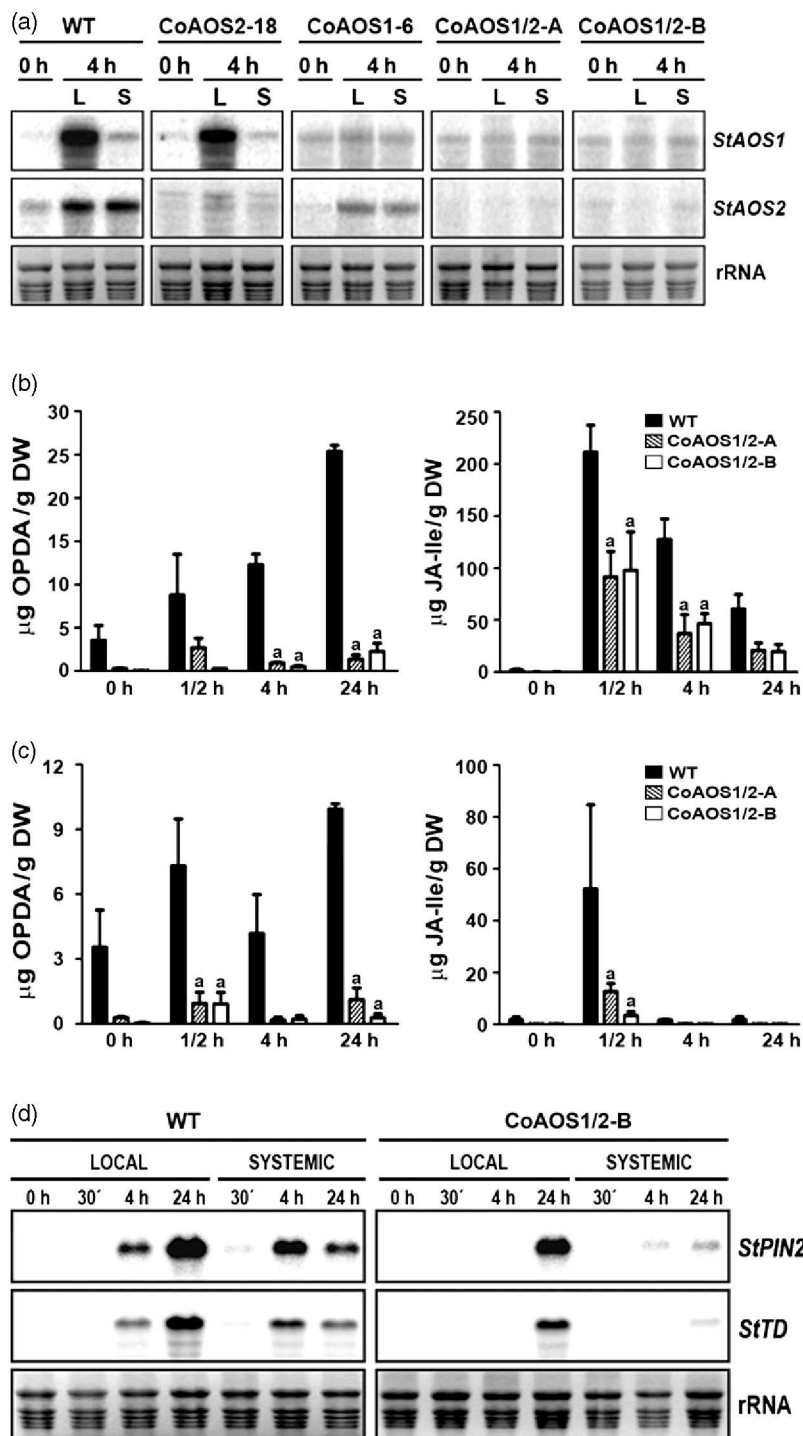 (a)
WT CoAOS2-18 CoAOS1-6 CoAOS1/2-A CoAOS1/2-B
0 h 4 h 0 h 4 h 0 h 4 h 0 h 4 h 0 h 4 h
L S L S L S L S L S
StAOS1
StAOS2
rRNA
(b)
µg OPDA/g DW
30
25
20
15
10
5
0
0 h 1/2 h 4 h 24 h
a a a a
µg JA-Ile/g DW
250
200
150
100
50
0
0 h 1/2 h 4 h 24 h
a a a a
WT
CoAOS1/2-A
CoAOS1/2-B
(c)
µg OPDA/g DW
12
9
6
3
0
0 h 1/2 h 4 h 24 h
a a a a
µg JA-Ile/g DW
100
80
60
40
20
0
0 h 1/2 h 4 h 24 h
a a
WT
CoAOS1/2-A
CoAOS1/2-B
(d)
WT CoAOS1/2-B
LOCAL SYSTEMIC LOCAL SYSTEMIC
0 h 30´ 4 h 24 h 30´ 4 h 24 h 0 h 30´ 4 h 24 h 30´ 4 h 24 h
StPIN2
StTD
rRNA